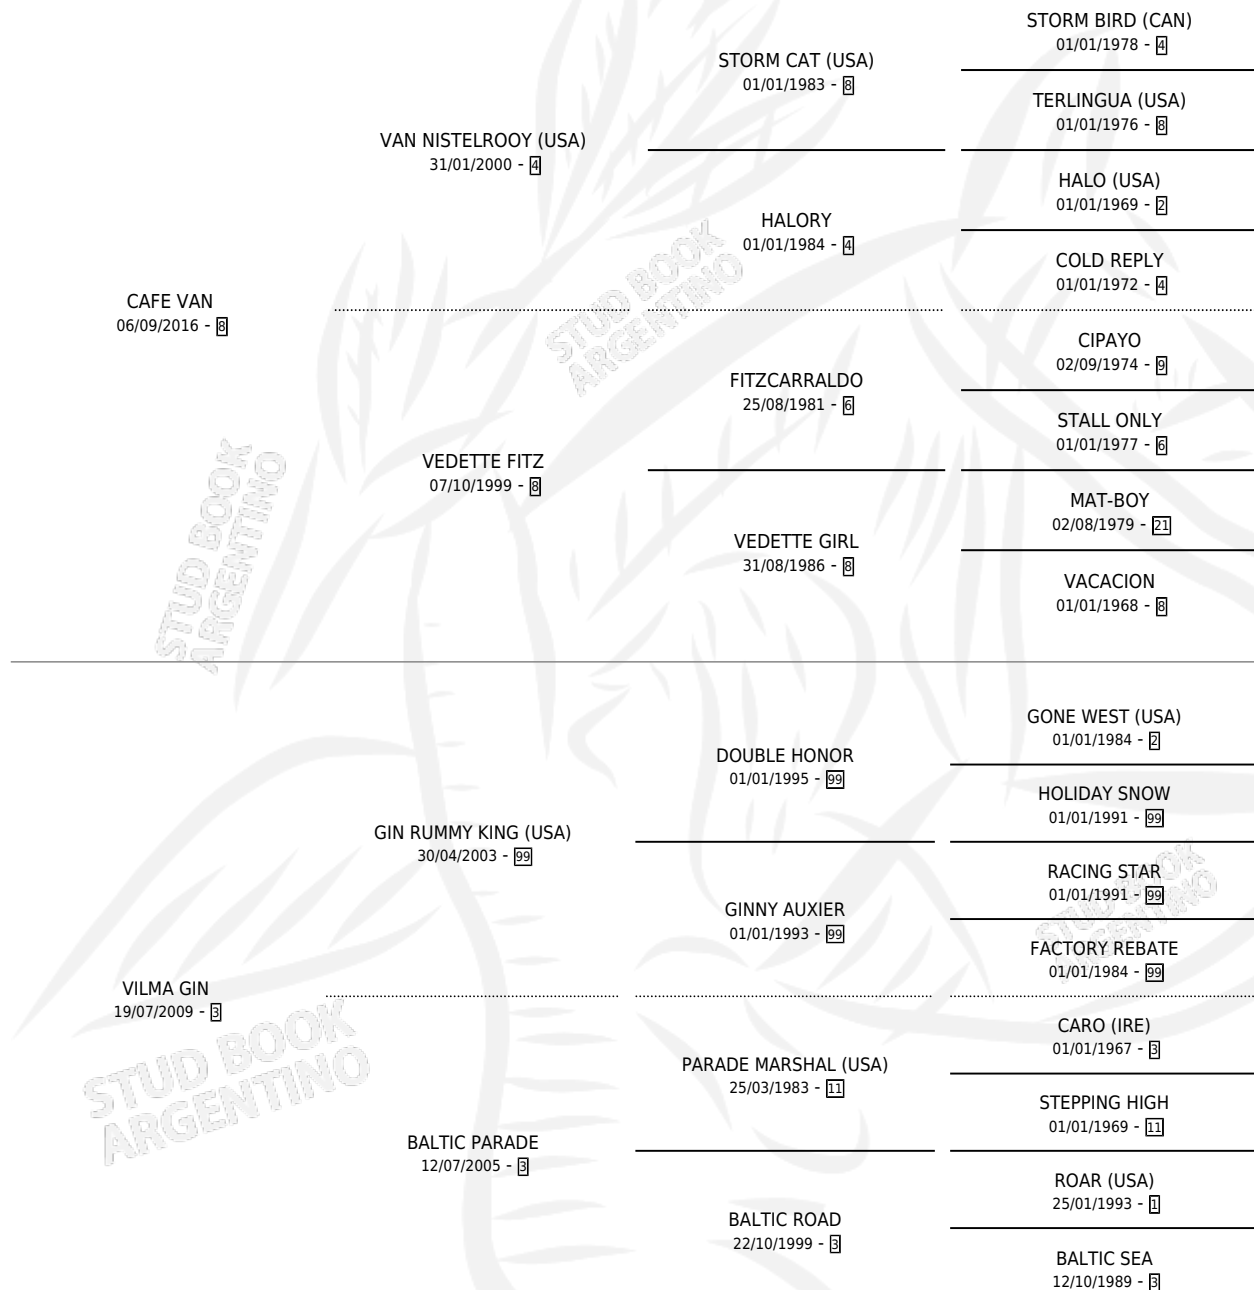 STORM BIRD (CAN)
01/01/1978 - 4
STORM CAT (USA)
01/01/1983 - 8
TERLINGUA (USA)
01/01/1976 - 8
VAN NISTELROOY (USA)
31/01/2000 - 4
HALO (USA)
01/01/1969 - 2
HALORY
01/01/1984 - 4
COLD REPLY
01/01/1972 - 4
CAFE VAN
06/09/2016 - 8
CIPAYO
02/09/1974 - 9
FITZCARRALDO
25/08/1981 - 6
STALL ONLY
01/01/1977 - 6
VEDETTE FITZ
07/10/1999 - 8
MAT-BOY
02/08/1979 - 21
VEDETTE GIRL
31/08/1986 - 8
VACACION
01/01/1968 - 8
GONE WEST (USA)
01/01/1984 - 2
DOUBLE HONOR
01/01/1995 - 99
HOLIDAY SNOW
01/01/1991 - 99
GIN RUMMY KING (USA)
30/04/2003 - 99
RACING STAR
01/01/1991 - 99
GINNY AUXIER
01/01/1993 - 99
FACTORY REBATE
01/01/1984 - 99
VILMA GIN
19/07/2009 - 3
CARO (IRE)
01/01/1967 - 3
PARADE MARSHAL (USA)
25/03/1983 - 11
STEPPING HIGH
01/01/1969 - 11
BALTIC PARADE
12/07/2005 - 3
ROAR (USA)
25/01/1993 - 1
BALTIC ROAD
22/10/1999 - 3
BALTIC SEA
12/10/1989 - 3
STUD BOOK
ARGENTINO
STUD BOOK
ARGENTINO
STUD BOOK
ARGENTINO
STUD BOOK
ARGENTINO